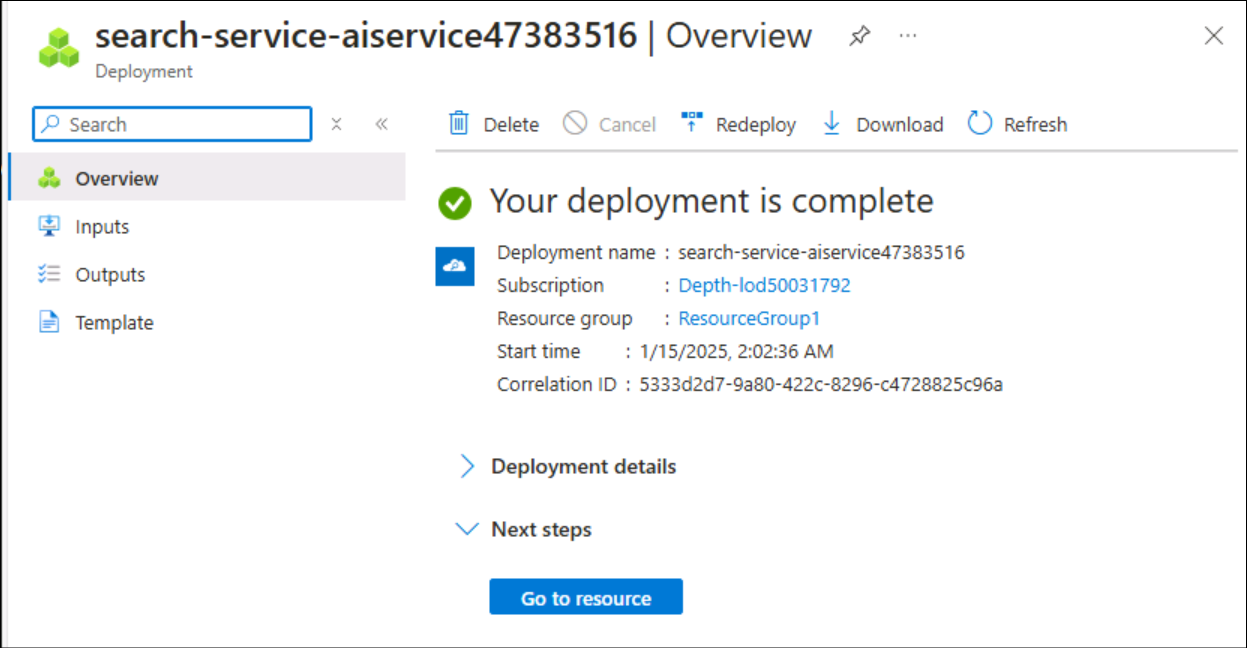 search-service-aiservice47383516 | Overview
Deployment
Search
Overview
Inputs
Outputs
Template
Delete Cancel Redeploy Download Refresh
Your deployment is complete
Deployment name : search-service-aiservice47383516
Subscription : Depth-lod50031792
Resource group : ResourceGroup1
Start time : 1/15/2025, 2:02:36 AM
Correlation ID : 5333d2d7-9a80-422c-8296-c4728825c96a
Deployment details
Next steps
Go to resource